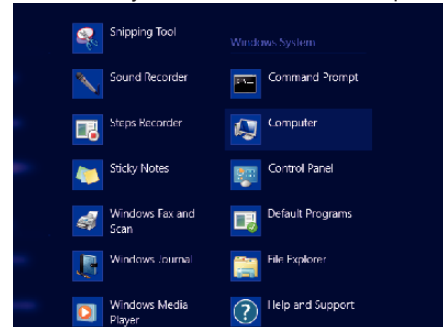 Snipping Tool
Sound Recorder
Steps Recorder
Sticky Notes
Windows Fax and
Scan
Windows Journal
Windows Media
Player
Windows System
Command Prompt
Computer
Control Panel
Default Programs
File Explorer
Help and Support